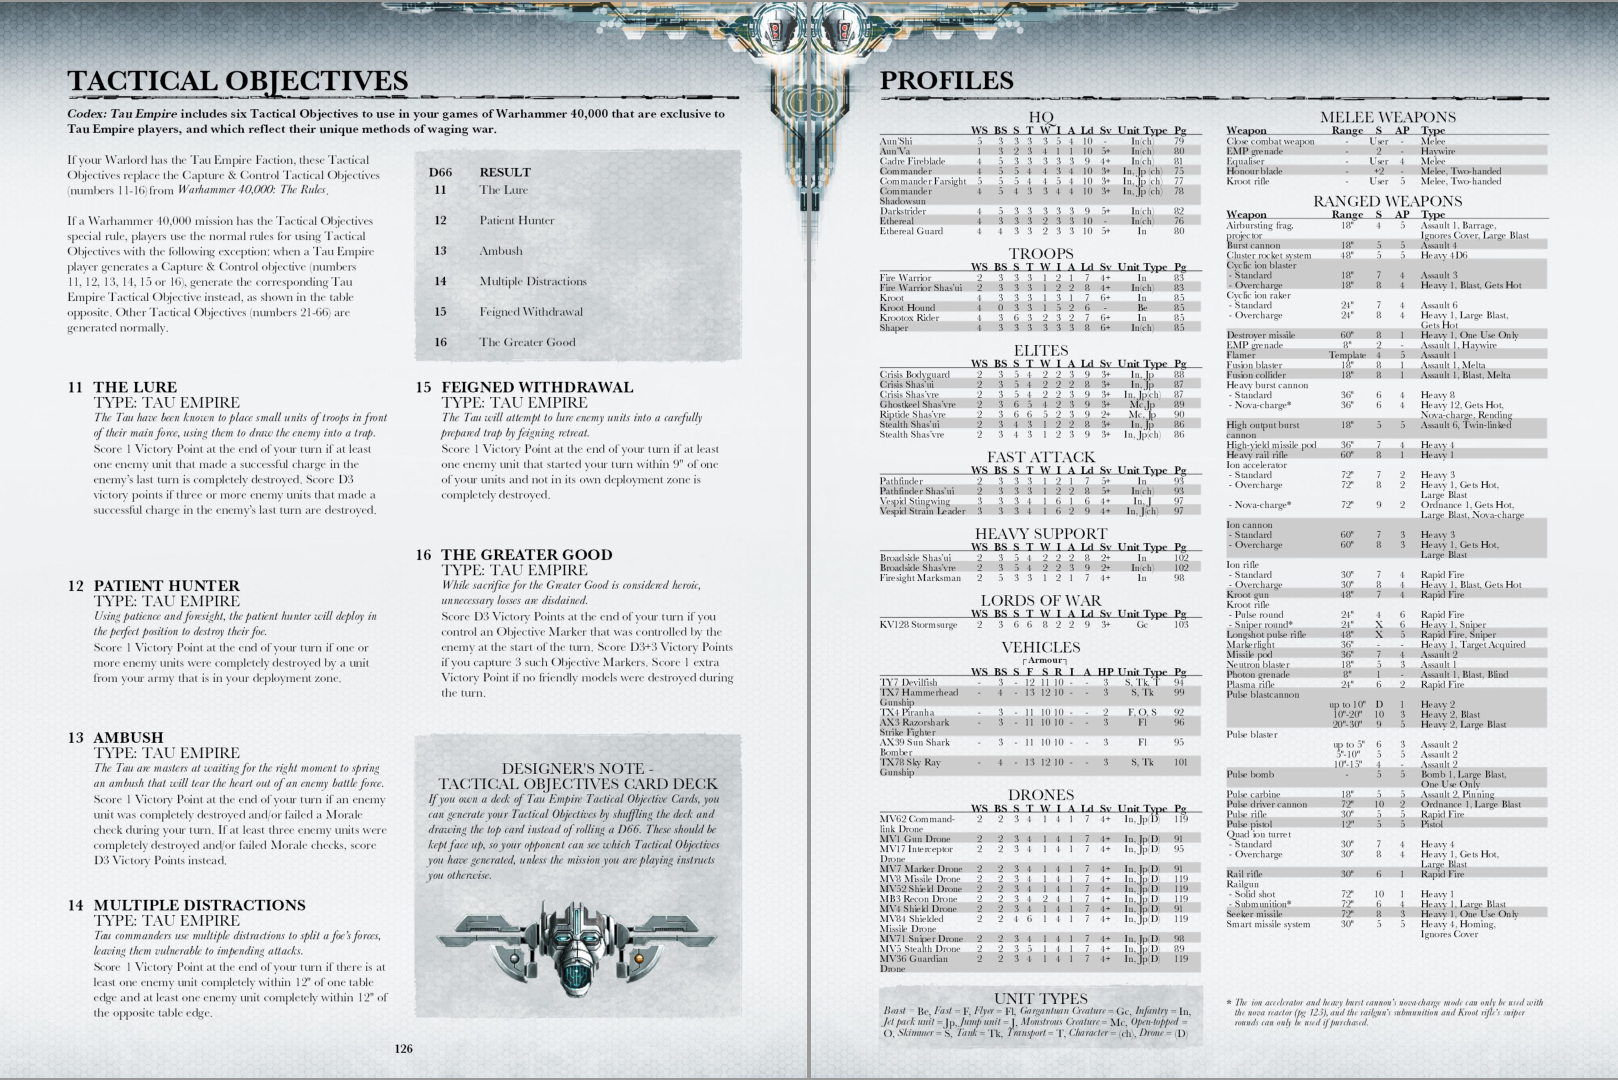 TACTICAL OBJECTIVES
Codex: Tau Empire includes six Tactical Objectives to use in your games of Warhammer 40,000 that are exclusive to
Tau Empire players, and which reflect their unique methods of waging war.
If your Warlord has the Tau Empire Faction, these Tactical
Objectives replace the Capture & Control Tactical Objectives
(numbers 11-16) from Warhammer 40,000: The Rules.
If a Warhammer 40,000 mission has the Tactical Objectives
special rule, players use the normal rules for using Tactical
Objectives with the following exception: when a Tau Empire
player generates a Capture & Control objective (numbers
11, 12, 13, 14, 15 or 16), generate the corresponding Tau
Empire Tactical Objective instead, as shown in the table
opposite. Other Tactical Objectives (numbers 21-66) are
generated normally.
D66 RESULT
11 The Lure
12 Patient Hunter
13 Ambush
14 Multiple Distractions
15 Feigned Withdrawal
16 The Greater Good
11 THE LURE
TYPE: TAU EMPIRE
The Tau have been known to place small units of troops in front
of their main force, using them to draw the enemy into a trap.
Score 1 Victory Point at the end of your turn if at least
one enemy unit that made a successful charge in the
enemy's last turn is completely destroyed. Score D3
victory points if three or more enemy units that made a
successful charge in the enemy's last turn are destroyed.
12 PATIENT HUNTER
TYPE: TAU EMPIRE
Using patience and foresight, the patient hunter will deploy in
the perfect position to destroy their foe.
Score 1 Victory Point at the end of your turn if one or
more enemy units were completely destroyed by a unit
from your army that is in your deployment zone.
13 AMBUSH
TYPE: TAU EMPIRE
The Tau are masters at waiting for the right moment to spring
an ambush that will tear the heart out of an enemy battle force.
Score 1 Victory Point at the end of your turn if an enemy
unit was completely destroyed and/or failed a Morale
check during your turn. If at least three enemy units were
completely destroyed and/or failed Morale checks, score
D3 Victory Points instead.
14 MULTIPLE DISTRACTIONS
TYPE: TAU EMPIRE
Tau commanders use multiple distractions to split a foe's forces,
leaving them vulnerable to impending attacks.
Score 1 Victory Point at the end of your turn if there is at
least one enemy unit completely within 12" of one table
edge and at least one enemy unit completely within 12" of
the opposite table edge.
15 FEIGNED WITHDRAWAL
TYPE: TAU EMPIRE
The Tau will attempt to lure enemy units into a carefully
prepared trap by feigning retreat.
Score 1 Victory Point at the end of your turn if at least
one enemy unit that started your turn within 9" of one
of your units and not in its own deployment zone is
completely destroyed.
16 THE GREATER GOOD
TYPE: TAU EMPIRE
While sacrifice for the Greater Good is considered heroic,
unnecessary losses are disdained.
Score D3 Victory Points at the end of your turn if you
control an Objective Marker that was controlled by the
enemy at the start of the turn. Score D3+3 Victory Points
if you capture 3 such Objective Markers. Score 1 extra
Victory Point if no friendly models were destroyed during
the turn.
DESIGNER'S NOTE -
TACTICAL OBJECTIVES CARD DECK
If you own a deck of Tau Empire Tactical Objective Cards, you
can generate your Tactical Objectives by shuffling the deck and
drawing the top card instead of rolling a D66. These should be
kept face up, so your opponent can see which Tactical Objectives
you have generated, unless the mission you are playing instructs
you otherwise.
126
PROFILES
HQ
WS BS S T W I A Ld Sv Unit Type Pg
Aun'Shi 5 3 3 3 3 5 4 10 - In(ch) 79
Aun'Va 1 3 2 3 4 1 1 10 5+ In(ch) 80
Cadre Fireblade 4 5 3 3 3 3 3 9 4+ In(ch) 81
Commander 4 5 5 4 4 3 4 10 3+ In, Jp (ch) 75
Commander Farsight 5 5 5 4 4 5 4 10 3+ In, Jp(ch) 77
Commander 4 5 4 3 3 4 4 10 3+ In, Jp(ch) 78
Shadowsun
Darkstrider 4 5 3 3 3 3 3 9 5+ In(ch) 82
Ethereal 4 3 3 3 2 3 3 10 - In(ch) 76
Ethereal Guard 4 4 3 3 2 3 3 10 5+ In 80
TROOPS
WS BS S T W I A Ld Sv Unit Type Pg
Fire Warrior 2 3 3 3 1 2 1 7 4+ In 83
Fire Warrior Shas'ui 2 3 3 3 1 2 2 8 4+ In(ch) 83
Kroot 4 3 3 3 1 3 1 7 6+ In 85
Kroot Hound 4 0 3 3 1 5 2 6 - Be 85
Krootox Rider 4 3 6 3 2 3 2 7 6+ In 85
Shaper 4 3 3 3 3 3 3 8 6+ In(ch) 85
ELITES
WS BS S T W I A Ld Sv Unit Type Pg
Crisis Bodyguard 2 3 5 4 2 2 3 9 3+ In, Jp 88
Crisis Shas'ui 2 3 5 4 2 2 2 8 3+ In, Jp 87
Crisis Shas'vre 2 3 5 4 2 2 3 9 3+ In, Jp(ch) 87
Ghostkeel Shas'vre 2 3 6 5 4 2 3 9 3+ Mc, Jp 89
Riptide Shas'vre 2 3 6 6 5 2 3 9 2+ Mc, Jp 90
Stealth Shas'ui 2 3 4 3 1 2 2 8 3+ In, Jp 86
Stealth Shas'vre 2 3 4 3 1 2 3 9 3+ In, Jp(ch) 86
FAST ATTACK
WS BS S T W I A Ld Sv Unit Type Pg
Pathfinder 2 3 3 3 1 2 1 7 5+ In 93
Pathfinder Shas'ui 2 3 3 3 1 2 2 8 5+ In(ch) 93
Vespid Stingwing 3 3 3 4 1 6 1 6 4+ In, J 97
Vespid Strain Leader 3 3 3 4 1 6 2 9 4+ In, J(ch) 97
HEAVY SUPPORT
WS BS S T W I A Ld Sv Unit Type Pg
Broadside Shas'ui 2 3 5 4 2 2 2 8 2+ In 102
Broadside Shas'vre 2 3 5 4 2 2 3 9 2+ In(ch) 102
Firesight Marksman 2 5 3 3 1 2 1 7 4+ In 98
LORDS OF WAR
WS BS S T W I A Ld Sv Unit Type Pg
KV128 Stormsurge 2 3 6 6 8 2 2 9 3+ Gc 103
VEHICLES
Armour
WS BS S F S R I A HP Unit Type Pg
TY7 Devilfish - 3 - 12 11 10 - - 3 S, Tk, T 94
TX7 Hammerhead - 4 - 13 12 10 - - 3 S, Tk 99
Gunship
TX4 Piranha - 3 - 11 10 10 - - 2 F, O, S 92
AX3 Razorshark - 3 - 11 10 10 - - 3 Fl 96
Strike Fighter
AX39 Sun Shark - 3 - 11 10 10 - - 3 Fl 95
Bomber
TX78 Sky Ray - 4 - 13 12 10 - - 3 S, Tk 101
Gunship
DRONES
WS BS S T W I A Ld Sv Unit Type Pg
MV62 Command- 2 2 3 4 1 4 1 7 4+ In, Jp(D) 119
link Drone
MV1 Gun Drone 2 2 3 4 1 4 1 7 4+ In, Jp(D) 91
MV17 Interceptor 2 2 3 4 1 4 1 7 4+ In, Jp(D) 95
Drone
MV7 Marker Drone 2 2 3 4 1 4 1 7 4+ In, Jp(D) 91
MV8 Missile Drone 2 2 3 4 1 4 1 7 4+ In, Jp(D) 119
MV52 Shield Drone 2 2 3 4 1 4 1 7 4+ In, Jp(D) 119
MB3 Recon Drone 2 2 3 4 2 4 1 7 4+ In, Jp(D) 119
MV4 Shield Drone 2 2 3 4 1 4 1 7 4+ In, Jp(D) 91
MV84 Shielded 2 2 4 6 1 4 1 7 4+ In, Jp(D) 119
Missile Drone
MV71 Sniper Drone 2 2 3 4 1 4 1 7 4+ In, Jp(D) 98
MV5 Stealth Drone 2 2 3 5 1 4 1 7 4+ In, Jp(D) 89
MV36 Guardian 2 2 3 4 1 4 1 7 4+ In, Jp(D) 119
Drone
UNIT TYPES
Beast = Be, Fast = F, Flyer = Fl, Gargantuan Creature = Gc, Infantry = In,
Jet pack unit = Jp, Jump unit = J, Monstrous Creature = Mc, Open-topped =
O, Skimmer = S, Tank = Tk, Transport = T, Character = (ch), Drone = (D)
MELEE WEAPONS
Weapon Range S AP Type
Close combat weapon - User - Melee
EMP grenade - 2 - Haywire
Equaliser - User 4 Melee
Honour blade - +2 - Melee, Two-handed
Kroot rifle - User 5 Melee, Two-handed
RANGED WEAPONS
Weapon Range S AP Type
Airbursting frag. 18" 4 5 Assault 1, Barrage,
projector Ignores Cover, Large Blast
Burst cannon 18" 5 5 Assault 4
Cluster rocket system 48" 5 5 Heavy 4D6
Cyclic ion blaster
- Standard 18" 7 4 Assault 3
- Overcharge 18" 8 4 Heavy 1, Blast, Gets Hot
Cyclic ion raker
- Standard 24" 7 4 Assault 6
- Overcharge 24" 8 4 Heavy 1, Large Blast,
Gets Hot
Destroyer missile 60" 8 1 Heavy 1, One Use Only
EMP grenade 8" 2 - Assault 1, Haywire
Flamer Template 4 5 Assault 1
Fusion blaster 18" 8 1 Assault 1, Melta
Fusion collider 18" 8 1 Assault 1, Blast, Melta
Heavy burst cannon
- Standard 36" 6 4 Heavy 8
- Nova-charge* 36" 6 4 Heavy 12, Gets Hot,
Nova-charge, Rending
High output burst 18" 5 5 Assault 6, Twin-linked
cannon
High-yield missile pod 36" 7 4 Heavy 4
Heavy rail rifle 60" 8 1 Heavy 1
Ion accelerator
- Standard 72" 7 2 Heavy 3
- Overcharge 72" 8 2 Heavy 1, Gets Hot,
Large Blast
- Nova-charge* 72" 9 2 Ordnance 1, Gets Hot,
Large Blast, Nova-charge
Ion cannon
- Standard 60" 7 3 Heavy 3
- Overcharge 60" 8 3 Heavy 1, Gets Hot,
Large Blast
Ion rifle
- Standard 30" 7 4 Rapid Fire
- Overcharge 30" 8 4 Heavy 1, Blast, Gets Hot
Kroot gun 48" 7 4 Rapid Fire
Kroot rifle
- Pulse round 24" 4 6 Rapid Fire
- Sniper round* 24" X 6 Heavy 1, Sniper
Longshot pulse rifle 48" X 5 Rapid Fire, Sniper
Markerlight 36" - - Heavy 1, Target Acquired
Missile pod 36" 7 4 Assault 2
Neutron blaster 18" 5 3 Assault 1
Photon grenade 8" 1 - Assault 1, Blast, Blind
Plasma rifle 24" 6 2 Rapid Fire
Pulse blastcannon
up to 10" D 1 Heavy 2
10"-20" 10 3 Heavy 2, Blast
20"-30" 9 5 Heavy 2, Large Blast
Pulse blaster
up to 5" 6 3 Assault 2
5"-10" 5 5 Assault 2
10"-15" 4 - Assault 2
Pulse bomb - 5 5 Bomb 1, Large Blast,
One Use Only
Pulse carbine 18" 5 5 Assault 2, Pinning
Pulse driver cannon 72" 10 2 Ordnance 1, Large Blast
Pulse rifle 30" 5 5 Rapid Fire
Pulse pistol 12" 5 5 Pistol
Quad ion turret
- Standard 30" 7 4 Heavy 4
- Overcharge 30" 8 4 Heavy 1, Gets Hot,
Large Blast
Rail rifle 30" 6 1 Rapid Fire
Railgun
- Solid shot 72" 10 1 Heavy 1
- Submunition* 72" 6 4 Heavy 1, Large Blast
Seeker missile 72" 8 3 Heavy 1, One Use Only
Smart missile system 30" 5 5 Heavy 4, Homing,
Ignores Cover
* The ion accelerator and heavy burst cannon's nova-charge mode can only be used with
the nova reactor (pg 123), and the railgun's submunition and Kroot rifle's sniper
rounds can only be used if purchased.